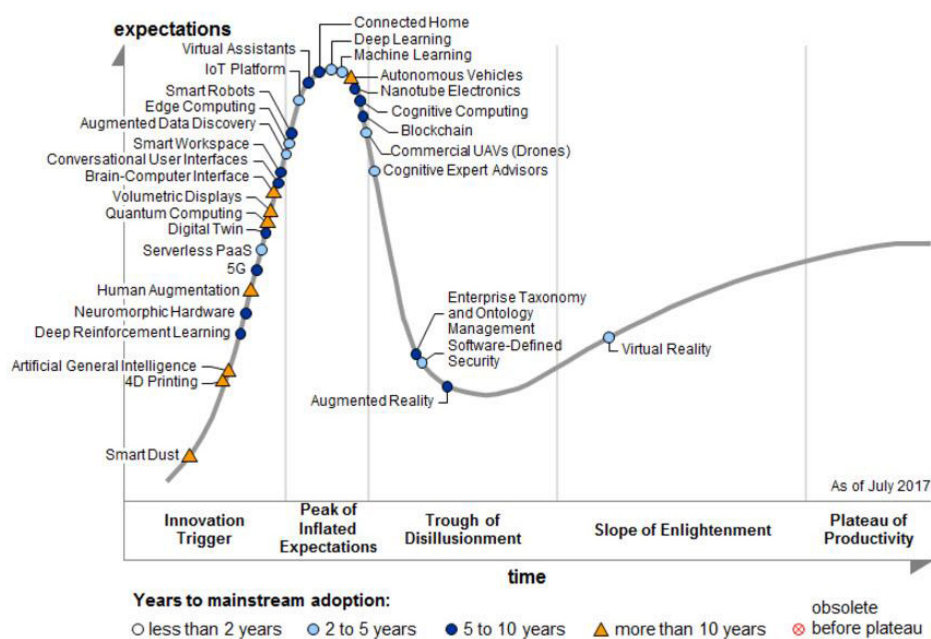 expectations
Connected Home
Deep Learning
Virtual Assistants
Machine Learning
IoT Platform
Autonomous Vehicles
Nanotube Electronics
Smart Robots
Edge Computing
Cognitive Computing
Augmented Data Discovery
Blockchain
Smart Workspace
Commercial UAVs (Drones)
Conversational User Interfaces
Cognitive Expert Advisors
Brain-Computer Interface
Volumetric Displays
Quantum Computing
Digital Twin
Serverless PaaS
5G
Human Augmentation
Neuromorphic Hardware
Deep Reinforcement Learning
Artificial General Intelligence
4D Printing
Smart Dust
Enterprise Taxonomy
and Ontology
Management
Software-Defined
Security
Augmented Reality
Virtual Reality
As of July 2017
Innovation
Trigger
Peak of
Inflated
Expectations
Trough of
Disillusionment
Slope of Enlightenment
Plateau of
Productivity
time
Years to mainstream adoption:
less than 2 years
2 to 5 years
5 to 10 years
more than 10 years
obsolete
before plateau